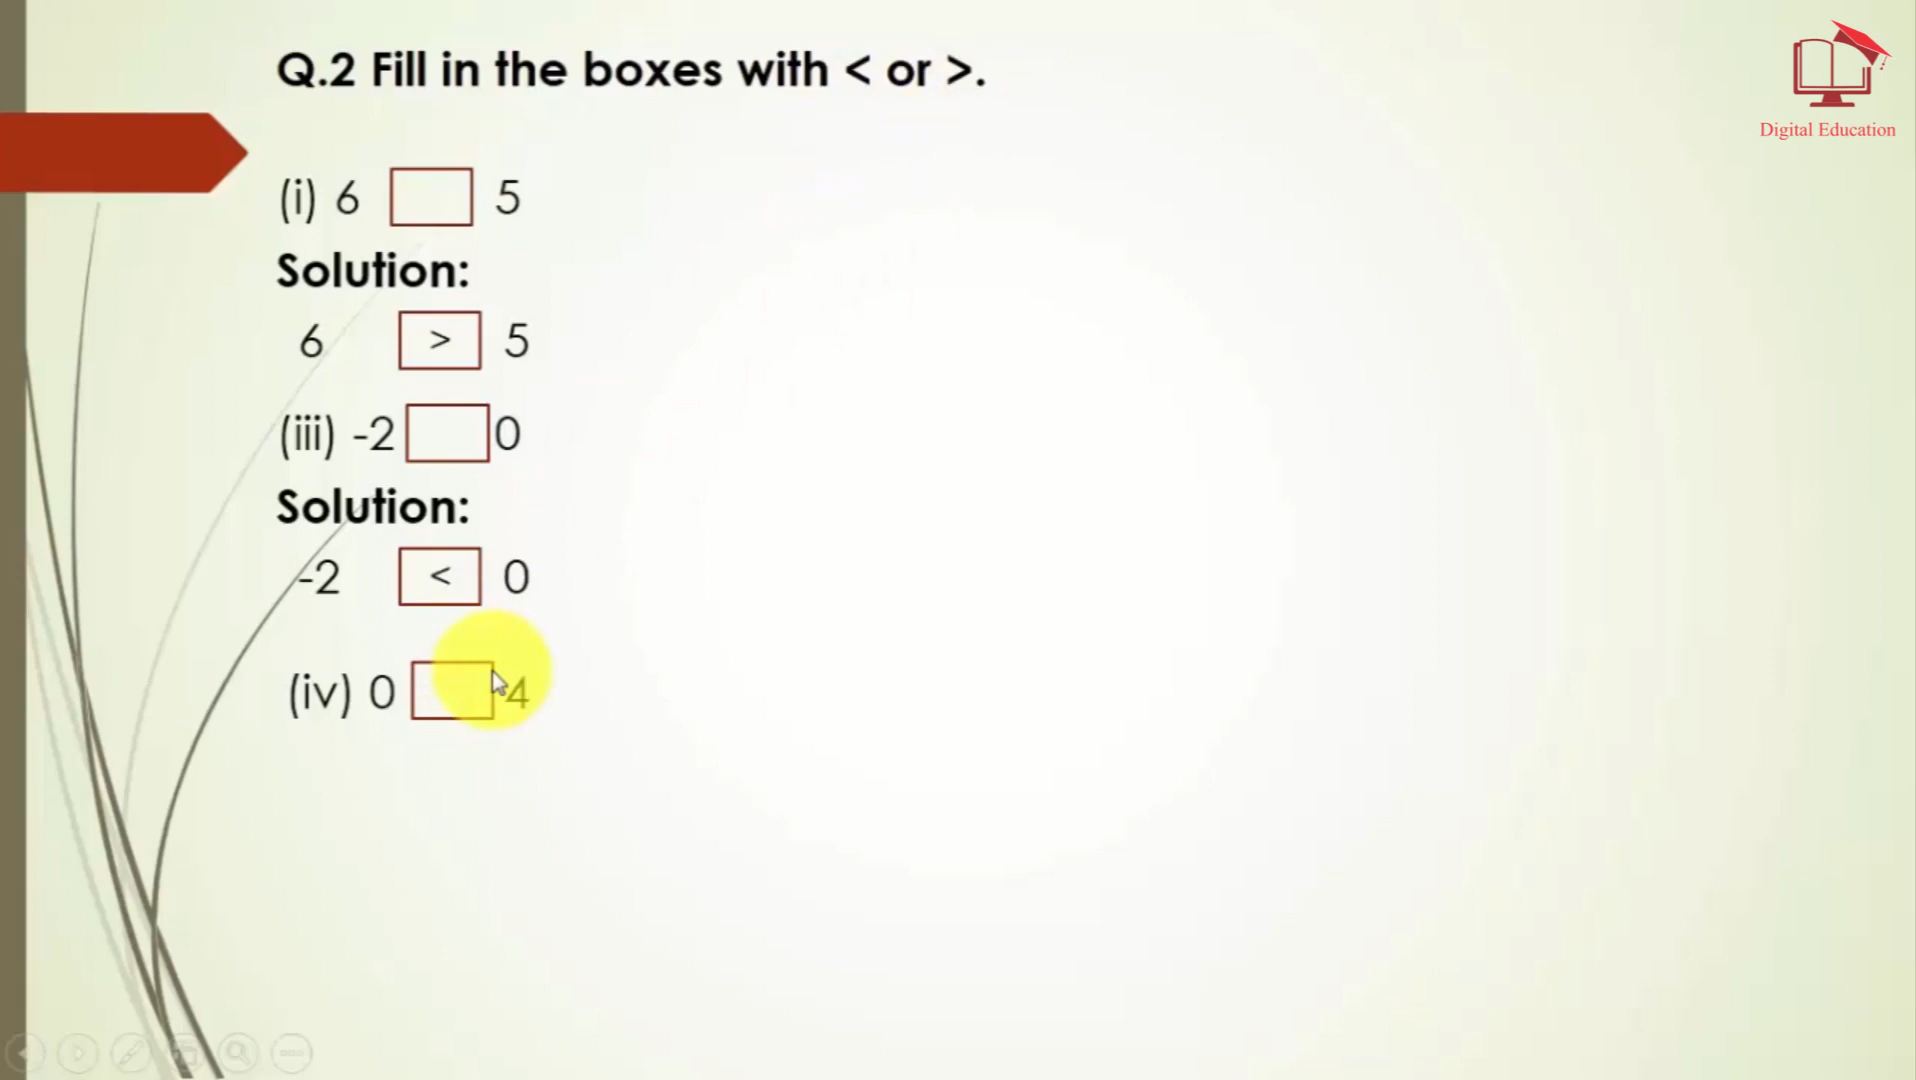 Q.2 Fill in the boxes with < or >.
Digital Education
(i) 6 5
Solution:
6 > 5
(iii) -2 0
Solution:
-2 < 0
(iv) 0 4